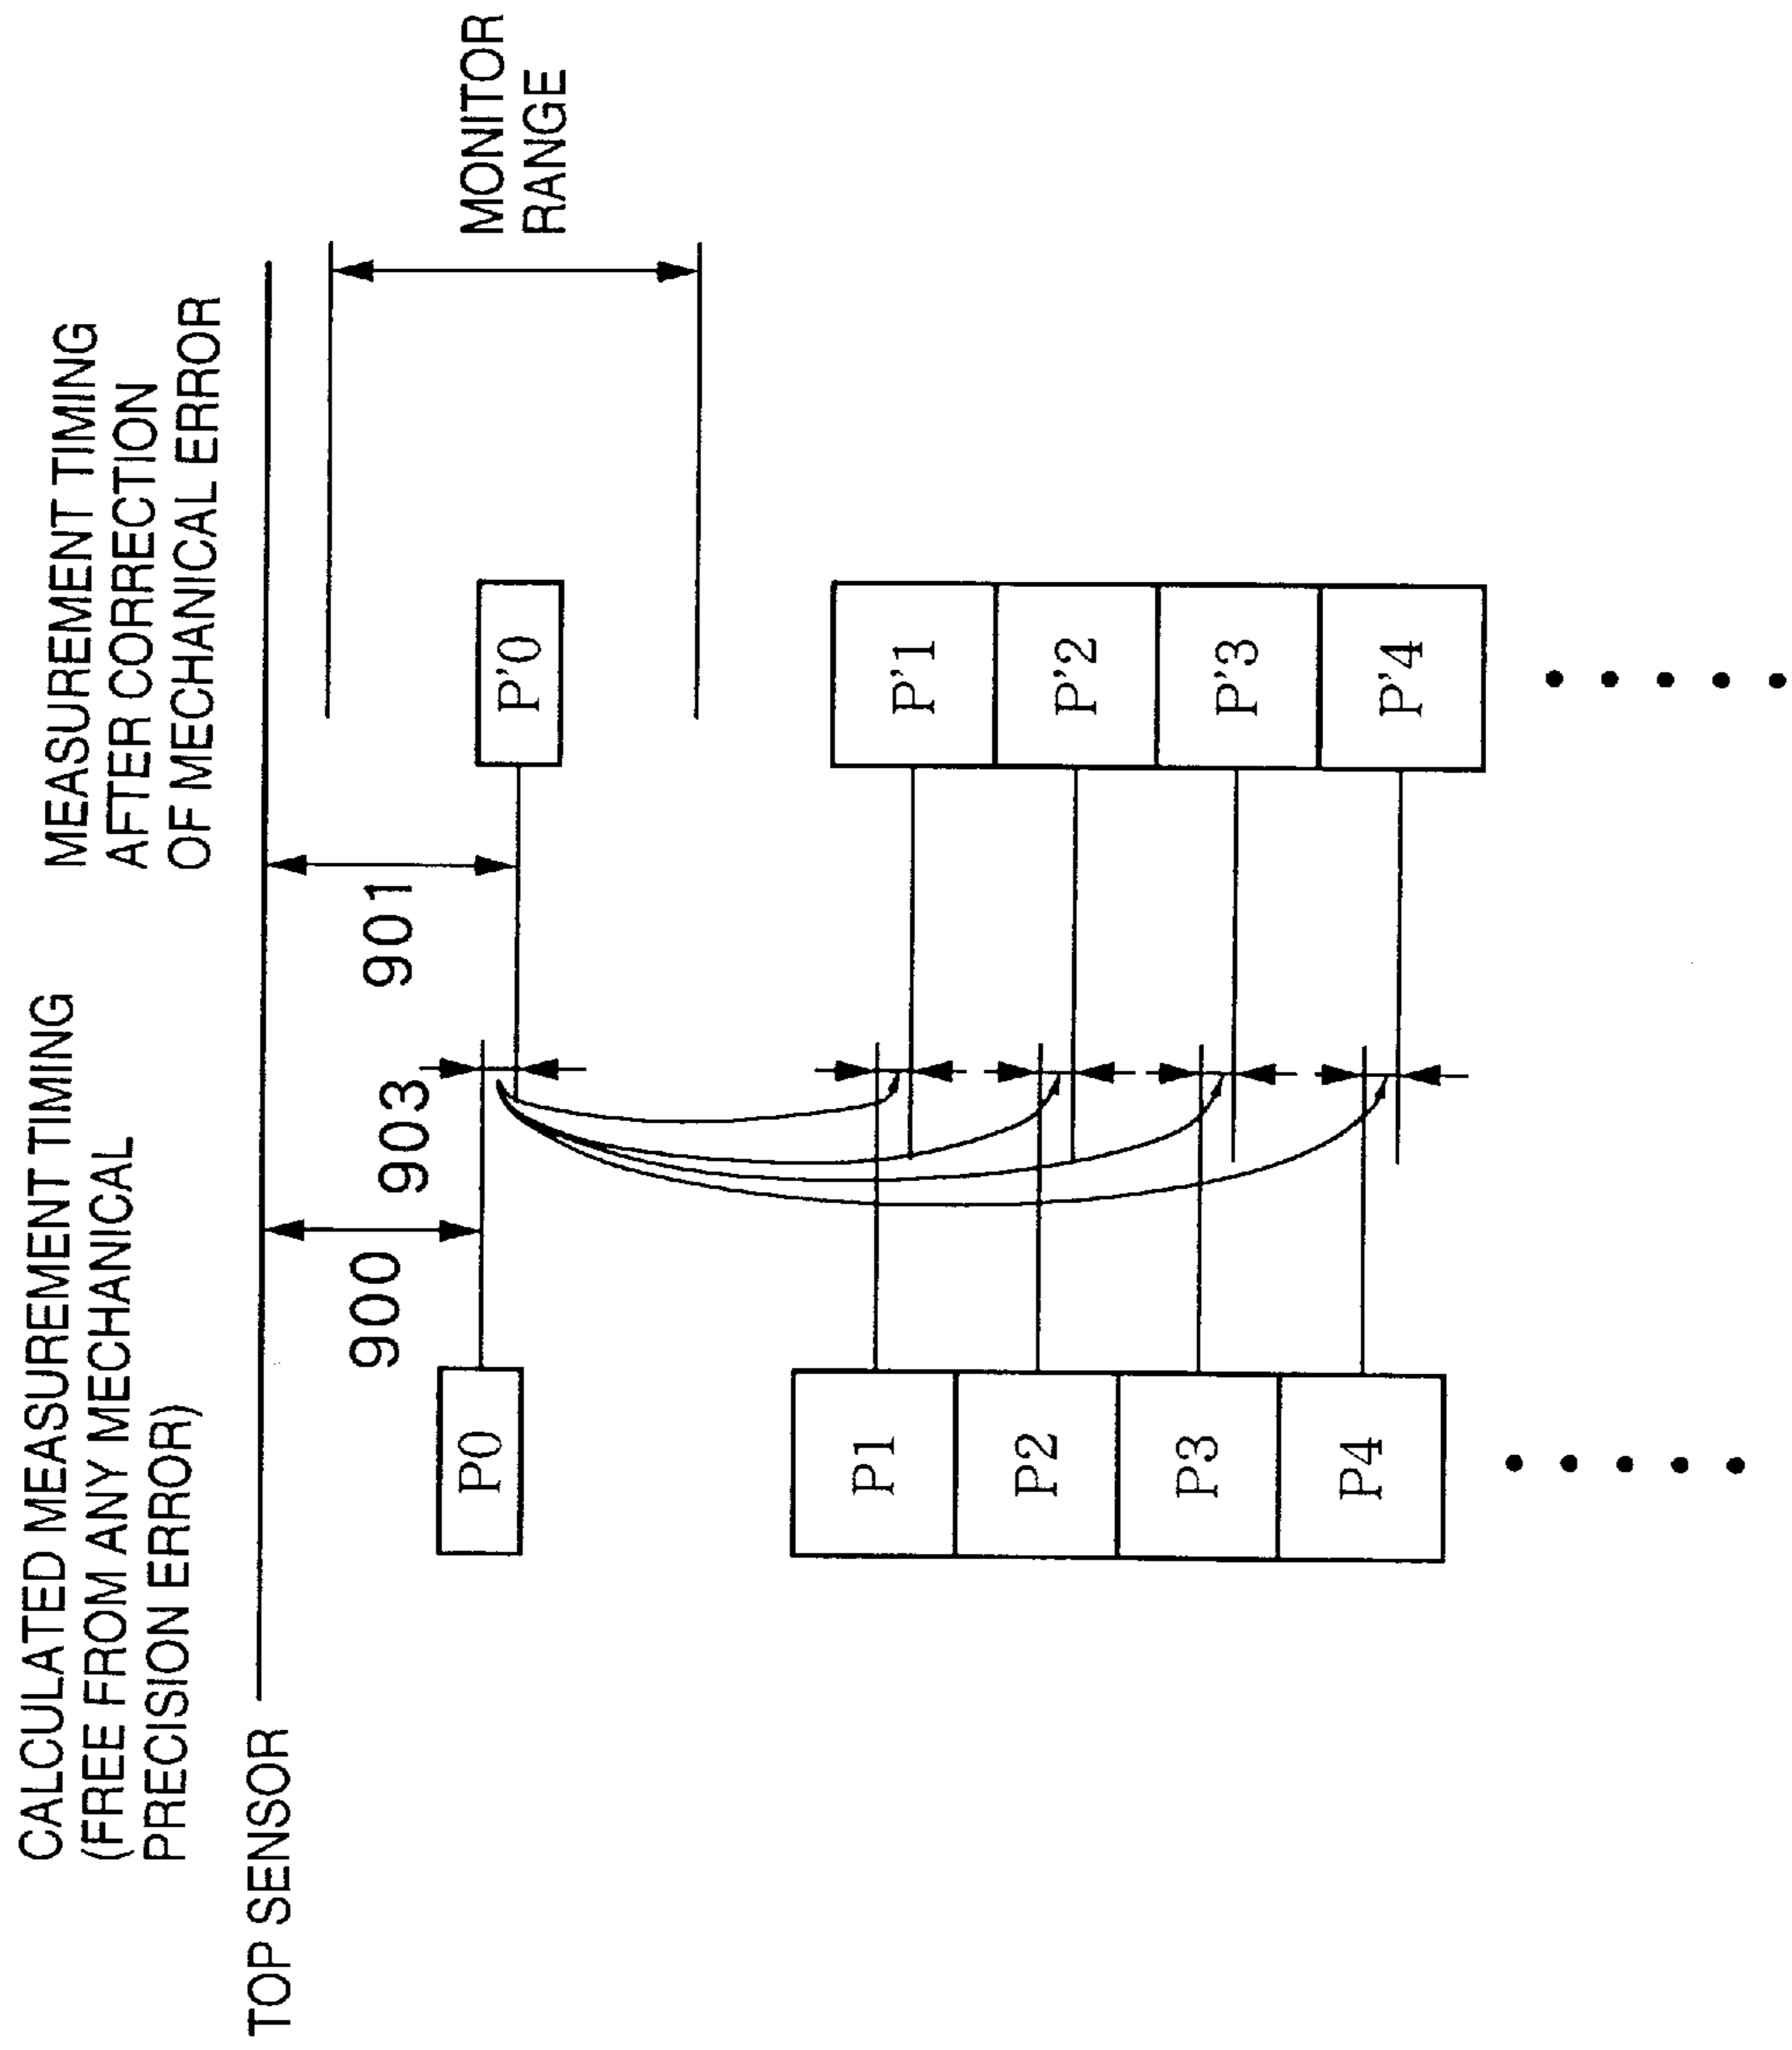 CALCULATED MEASUREMENT TIMING
(FREE FROM ANY MECHANICAL
PRECISION ERROR)
MEASUREMENT TIMING
AFTER CORRECTION
OF MECHANICAL ERROR
TOP SENSOR
900
903
901
MONITOR
RANGE
P0
P'0
P1
P'1
P2
P'2
P3
P'3
P4
P'4